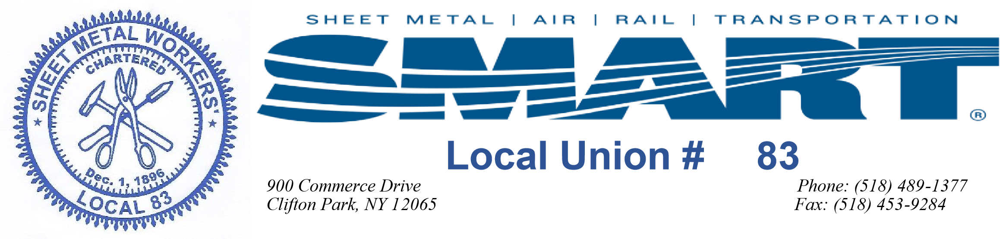 SHEET METAL WORKERS'
CHARTERED
Dec. 1, 1896
LOCAL 83
SHEET METAL | AIR | RAIL | TRANSPORTATION
SMART®
Local Union # 83
900 Commerce Drive
Clifton Park, NY 12065
Phone: (518) 489-1377
Fax: (518) 453-9284